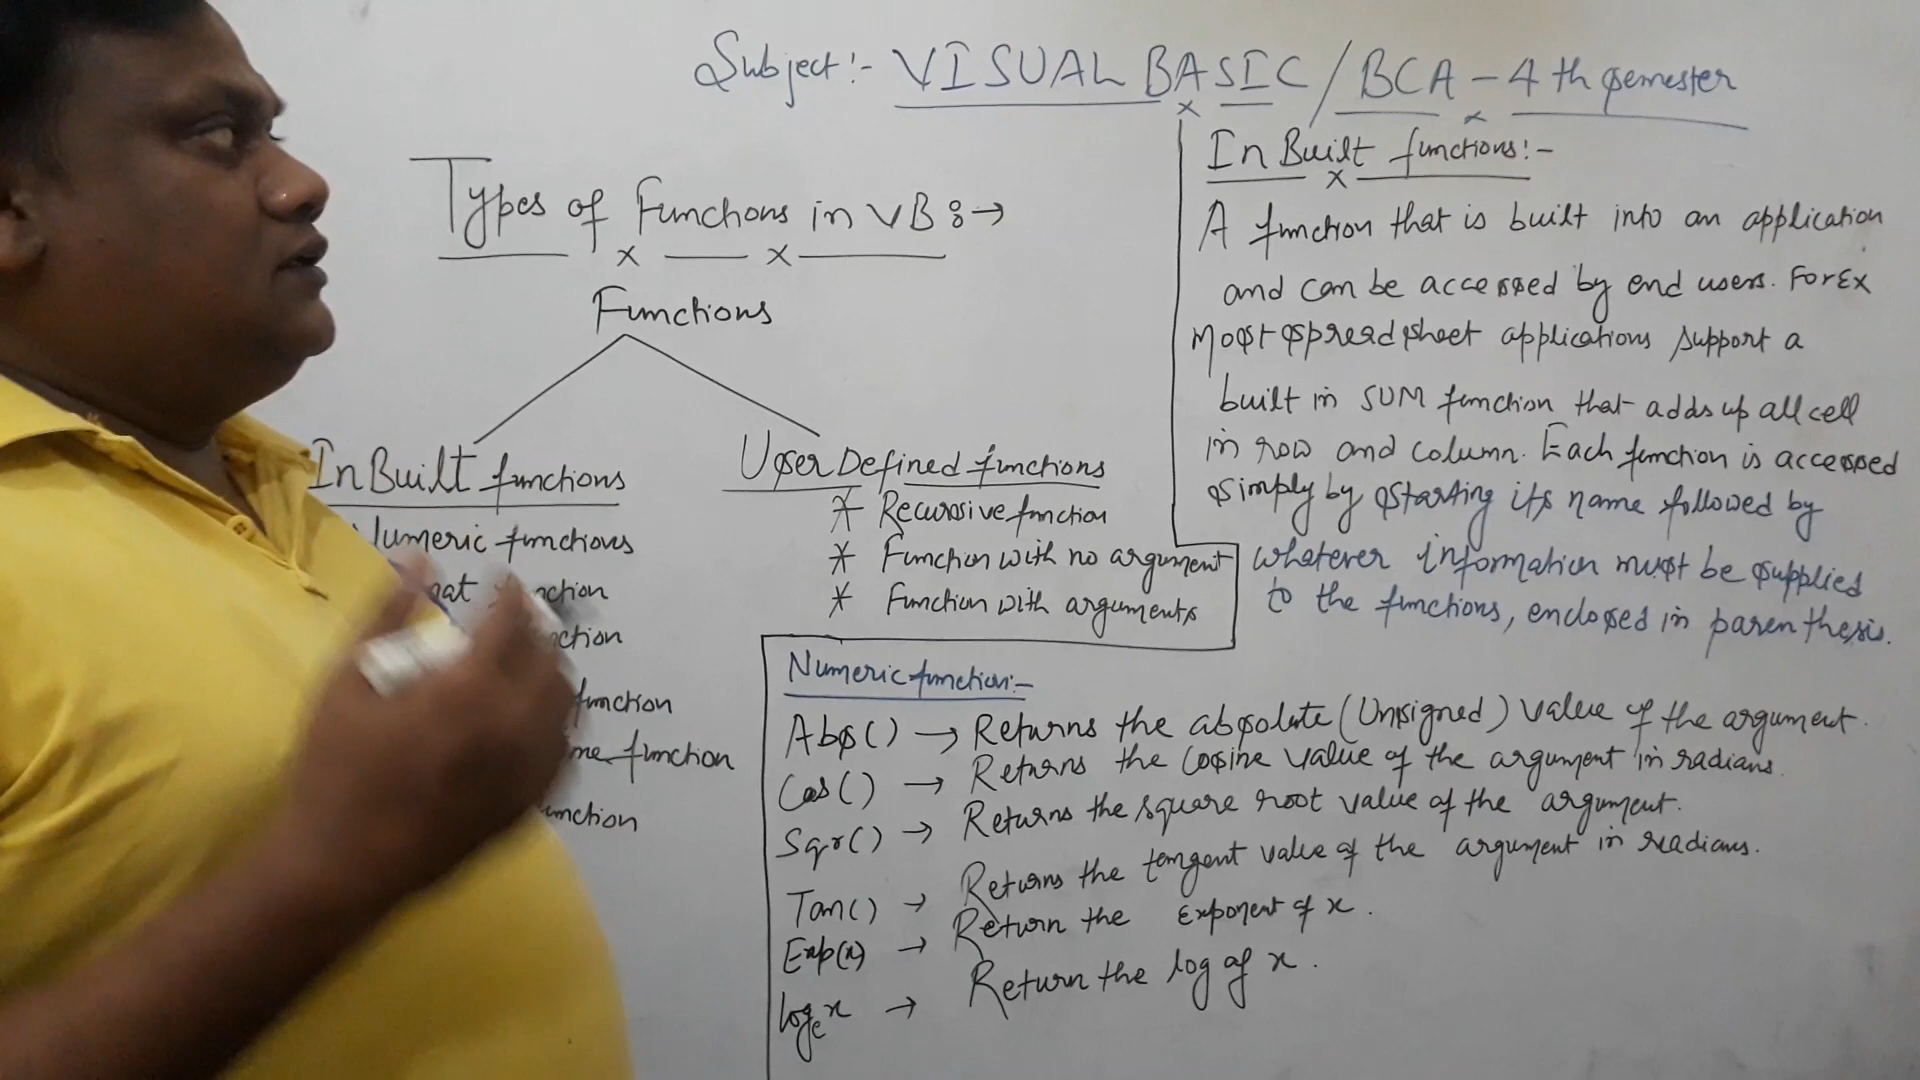 Subject:- VISUAL BASIC / BCA - 4th semester
Types of Functions in VB:→
Functions
InBuilt functions
Numeric functions
function
function
function
function
User Defined functions
* Recursive function
* Function with no argument
* Function with arguments
InBuilt functions:-
A function that is built into an application
and can be accessed by end users. For Ex
Most spreadsheet applications support a
built in SUM function that adds up all cell
in row and column. Each function is accessed
simply by starting its name followed by
whatever information must be supplied
to the functions, enclosed in parenthesis.
Numeric function:-
Abs() → Returns the absolute (Unsigned) value of the argument.
Cos() → Returns the Cosine value of the argument in radians.
Sqr() → Returns the square root value of the argument.
Tan() → Returns the tangent value of the argument in radians.
Exp(x) → Return the Exponent of x.
logₑx → Return the log of x.